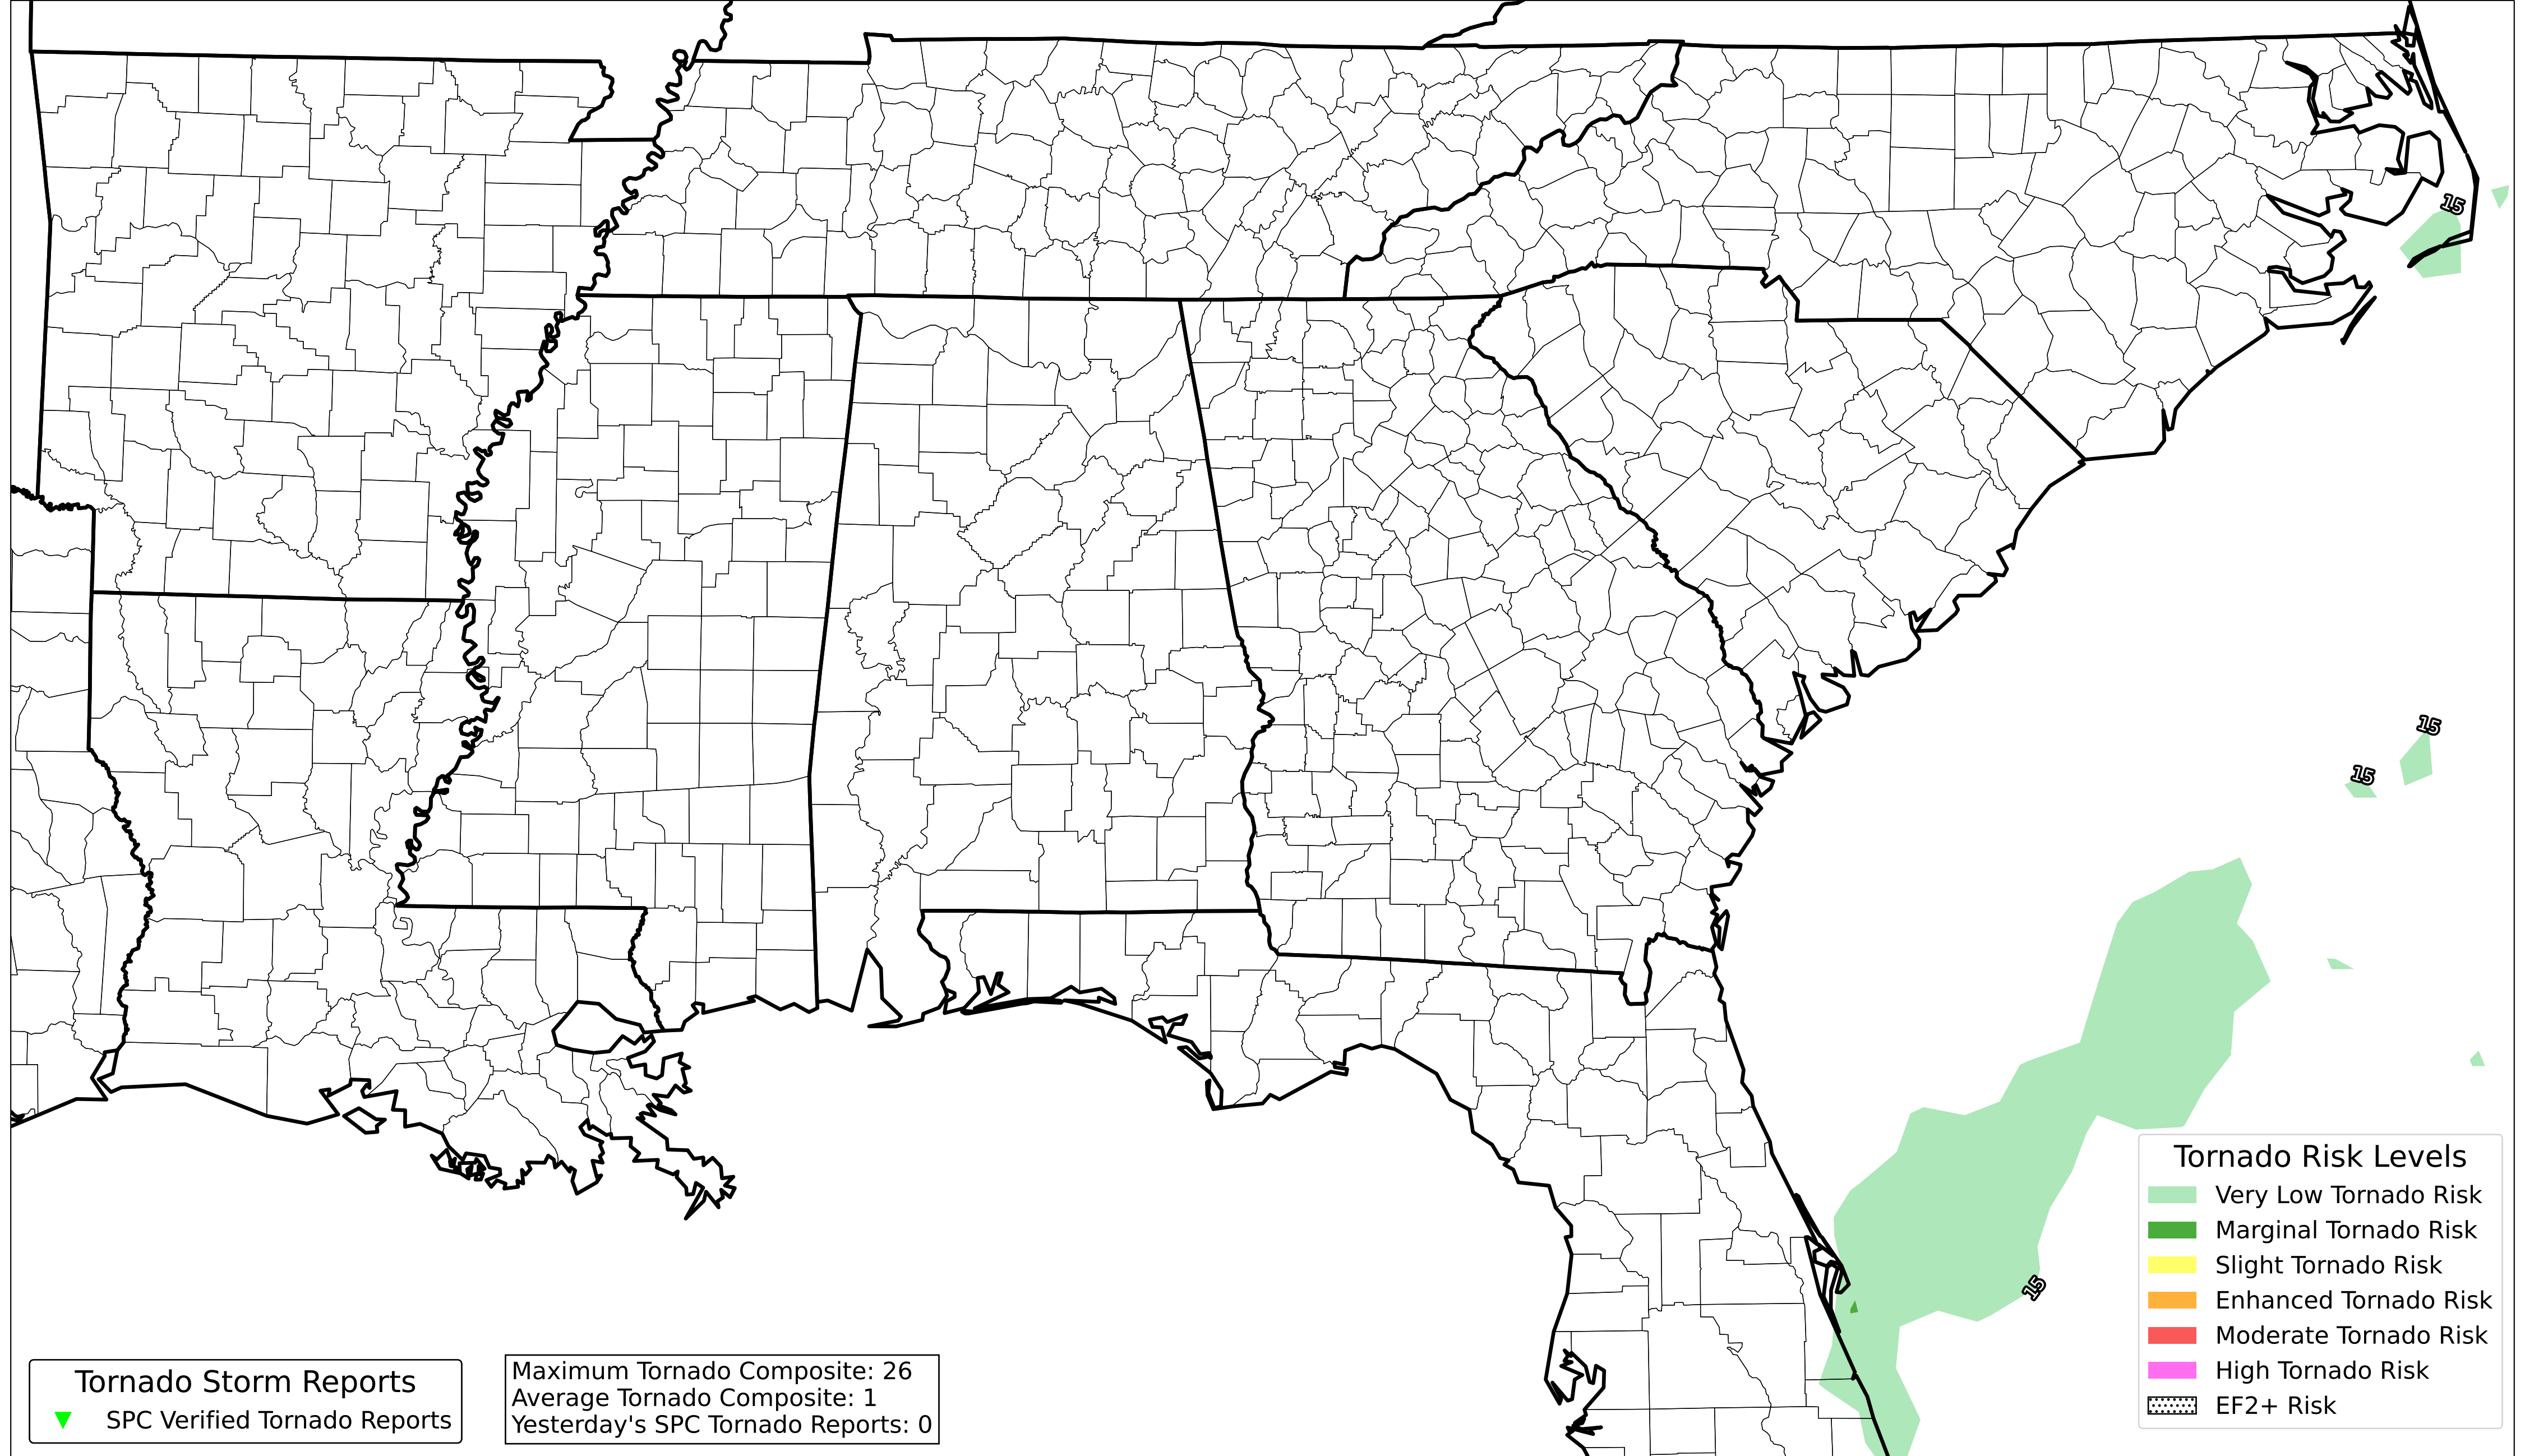 15
15
15
15
Tornado Risk Levels
Very Low Tornado Risk
Marginal Tornado Risk
Slight Tornado Risk
Enhanced Tornado Risk
Moderate Tornado Risk
High Tornado Risk
EF2+ Risk
Tornado Storm Reports
SPC Verified Tornado Reports
Maximum Tornado Composite: 26
Average Tornado Composite: 1
Yesterday's SPC Tornado Reports: 0